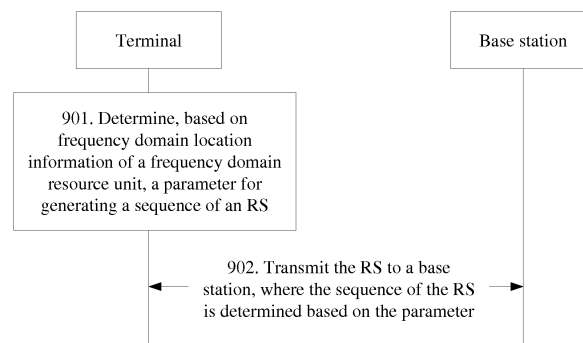 Terminal
Base station
901. Determine, based on
frequency domain location
information of a frequency domain
resource unit, a parameter for
generating a sequence of an RS
902. Transmit the RS to a base
station, where the sequence of the RS
is determined based on the parameter